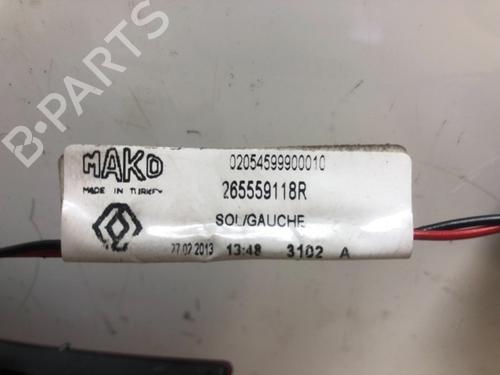 MAKO
MADE IN TURKEY
02054599900010
265559118R
SOL/GAUCHE
27.02.2013 13:48 3102 A
B-PARTS